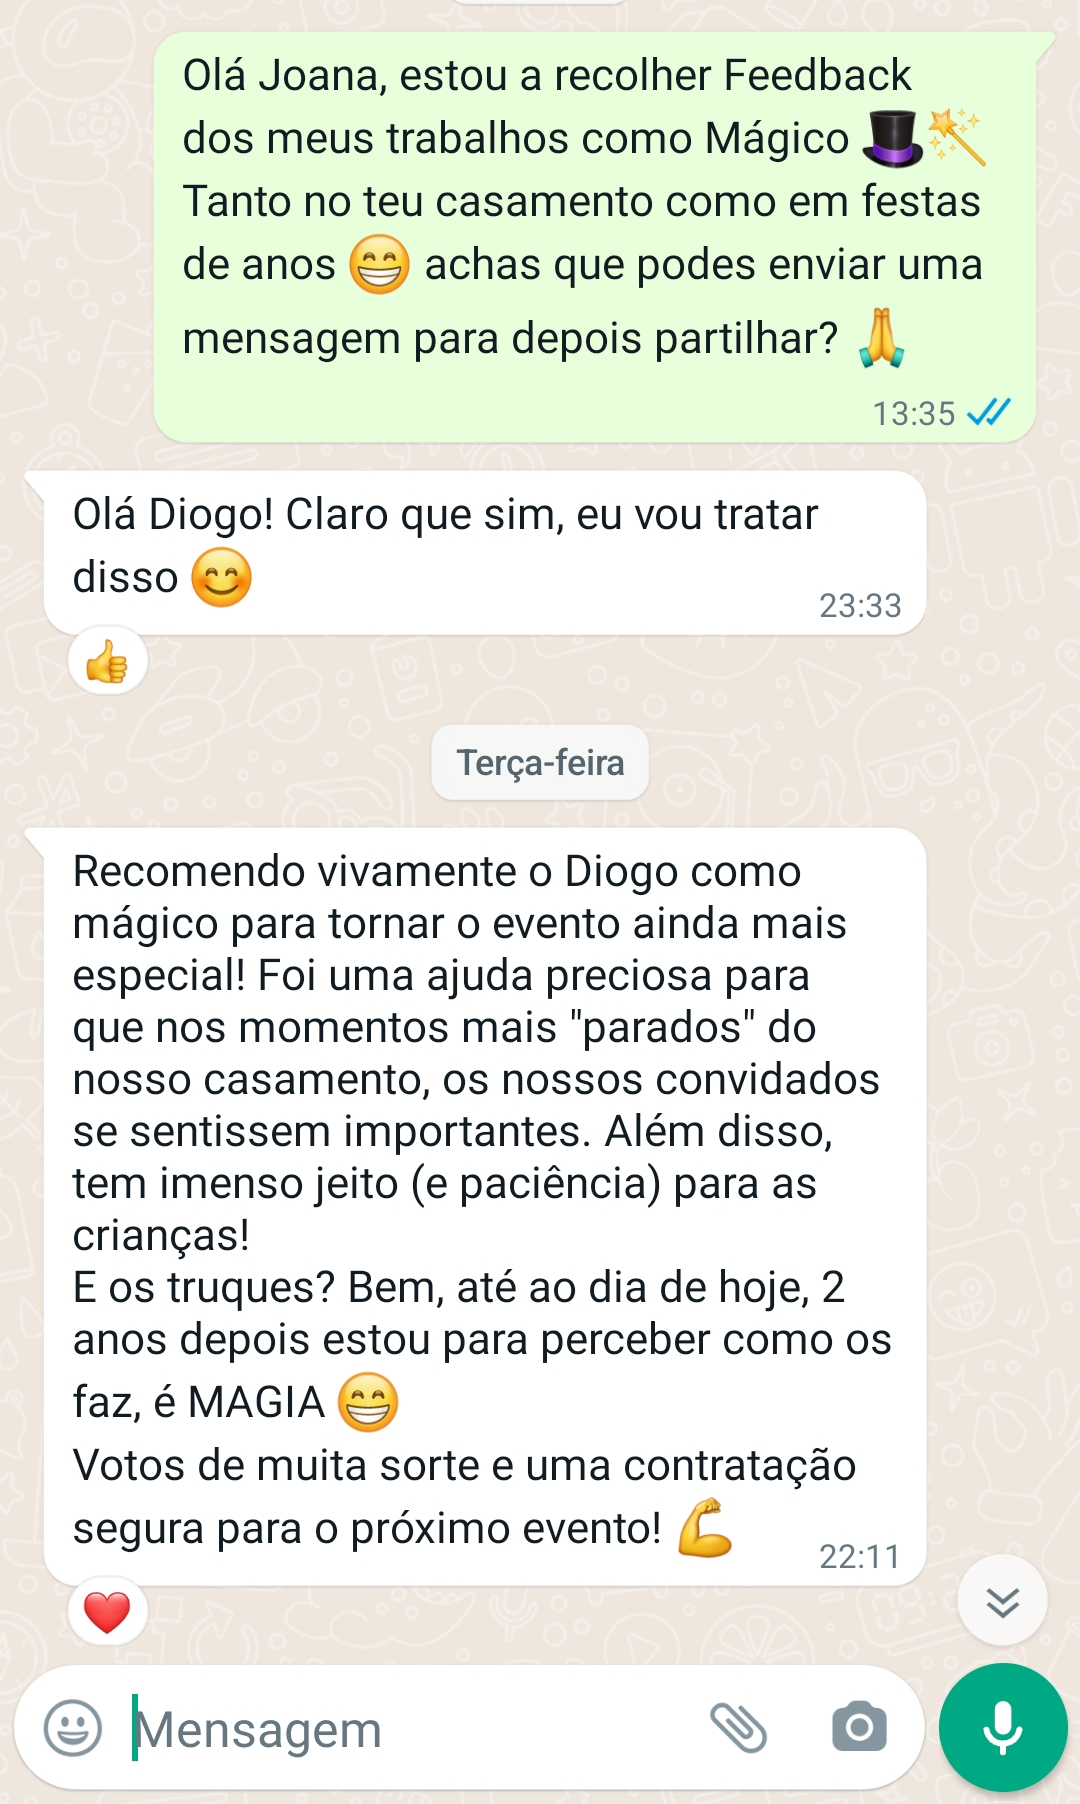 Olá Joana, estou a recolher Feedback
dos meus trabalhos como Mágico 🎩🪄
Tanto no teu casamento como em festas
de anos 😁 achas que podes enviar uma
mensagem para depois partilhar? 🙏
13:35
Olá Diogo! Claro que sim, eu vou tratar
disso 😊
23:33
👍
Terça-feira
Recomendo vivamente o Diogo como
mágico para tornar o evento ainda mais
especial! Foi uma ajuda preciosa para
que nos momentos mais "parados" do
nosso casamento, os nossos convidados
se sentissem importantes. Além disso,
tem imenso jeito (e paciência) para as
crianças!
E os truques? Bem, até ao dia de hoje, 2
anos depois estou para perceber como os
faz, é MAGIA 😁
Votos de muita sorte e uma contratação
segura para o próximo evento! 💪
22:11
❤️
Mensagem